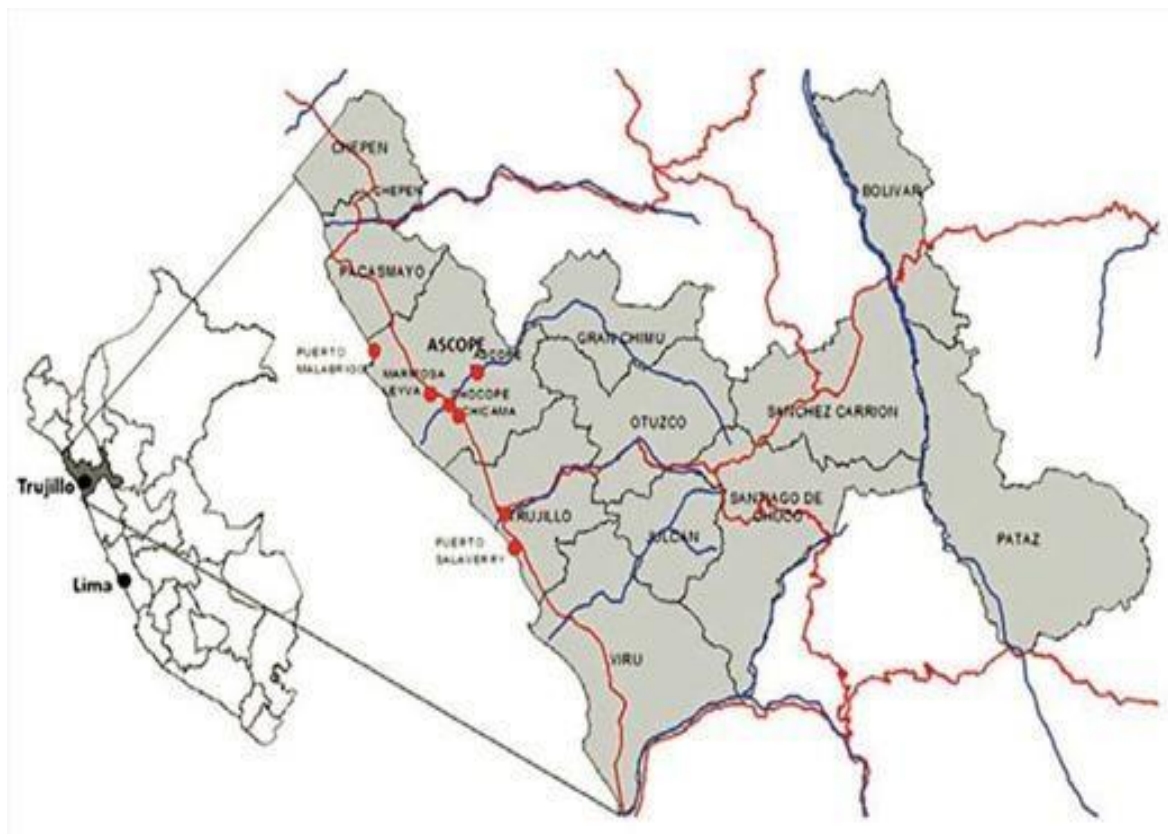 CHEPEN
CHEPEN
BOLIVAR
PACASMAYO
GRAN CHIMU
ASCOPE
ASCOPE
PUERTO
MALABRIGO
MARIROSA
LEYVA
CHOCOPE
CHICAMA
SANCHEZ CARRION
OTUZCO
Trujillo
SANTIAGO DE
CHUCO
TRUJILLO
JULCAN
PATAZ
PUERTO
SALAVERRY
Lima
VIRU